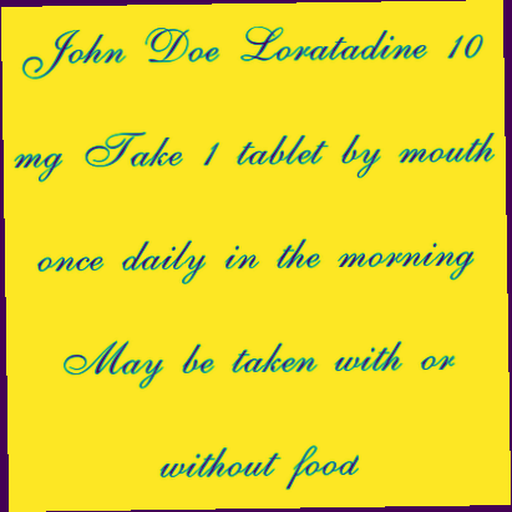 John Doe Loratadine 10
mg Take 1 tablet by mouth
once daily in the morning
May be taken with or
without food